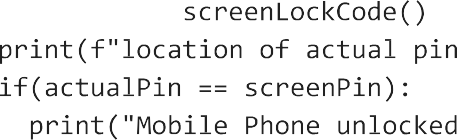 screenLockCode()
print(f"location of actual pin
if(actualPin == screenPin):
print("Mobile Phone unlocked